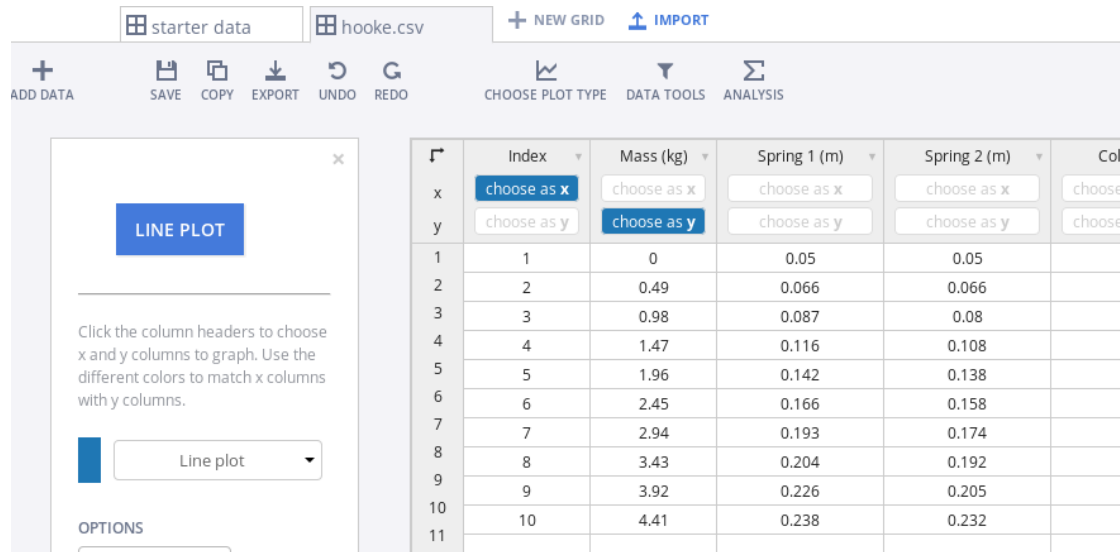 starter data hooke.csv NEW GRID IMPORT
ADD DATA SAVE COPY EXPORT UNDO REDO CHOOSE PLOT TYPE DATA TOOLS ANALYSIS
×
LINE PLOT
Click the column headers to choose
x and y columns to graph. Use the
different colors to match x columns
with y columns.
Line plot
OPTIONS
Index Mass (kg) Spring 1 (m) Spring 2 (m) Col
x choose as x choose as x choose as x choose as x choose
y choose as y choose as y choose as y choose as y choose
1 1 0 0.05 0.05
2 2 0.49 0.066 0.066
3 3 0.98 0.087 0.08
4 4 1.47 0.116 0.108
5 5 1.96 0.142 0.138
6 6 2.45 0.166 0.158
7 7 2.94 0.193 0.174
8 8 3.43 0.204 0.192
9 9 3.92 0.226 0.205
10 10 4.41 0.238 0.232
11